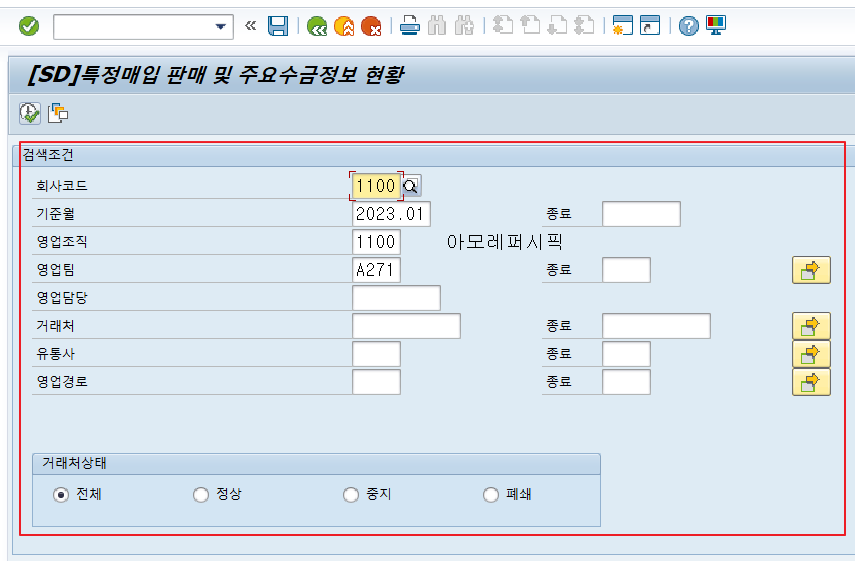 [SD]특정매입 판매 및 주요수금정보 현황
검색조건
회사코드 1100
기준월 2023.01 종료
영업조직 1100 아모레퍼시픽
영업팀 A271 종료
영업담당
거래처 종료
유통사 종료
영업경로 종료
거래처상태
전체 정상 중지 폐쇄